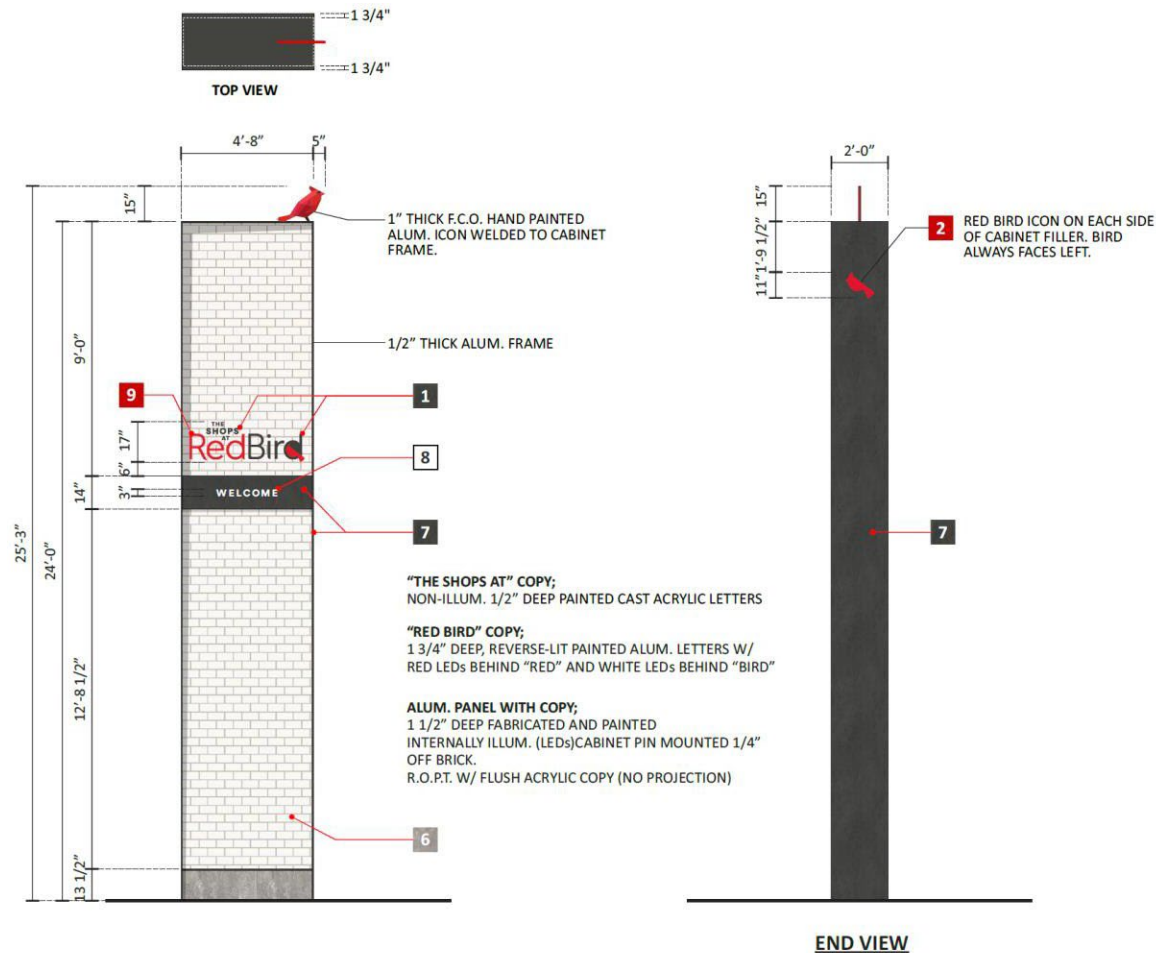 1 3/4"
1 3/4"
TOP VIEW
4'-8"
5"
15"
1" THICK F.C.O. HAND PAINTED
ALUM. ICON WELDED TO CABINET
FRAME.
1/2" THICK ALUM. FRAME
9'-0"
9
1
THE
SHOPS
AT
RedBird
17"
6"
8
14"
3"
WELCOME
7
25'-3"
24'-0"
"THE SHOPS AT" COPY;
NON-ILLUM. 1/2" DEEP PAINTED CAST ACRYLIC LETTERS
"RED BIRD" COPY;
1 3/4" DEEP, REVERSE-LIT PAINTED ALUM. LETTERS W/
RED LEDs BEHIND "RED" AND WHITE LEDs BEHIND "BIRD"
ALUM. PANEL WITH COPY;
1 1/2" DEEP FABRICATED AND PAINTED
INTERNALLY ILLUM. (LEDs)CABINET PIN MOUNTED 1/4"
OFF BRICK.
R.O.P.T. W/ FLUSH ACRYLIC COPY (NO PROJECTION)
12'-8 1/2"
6
13 1/2"
2'-0"
15"
1'-9 1/2"
11"
2
RED BIRD ICON ON EACH SIDE
OF CABINET FILLER. BIRD
ALWAYS FACES LEFT.
7
END VIEW